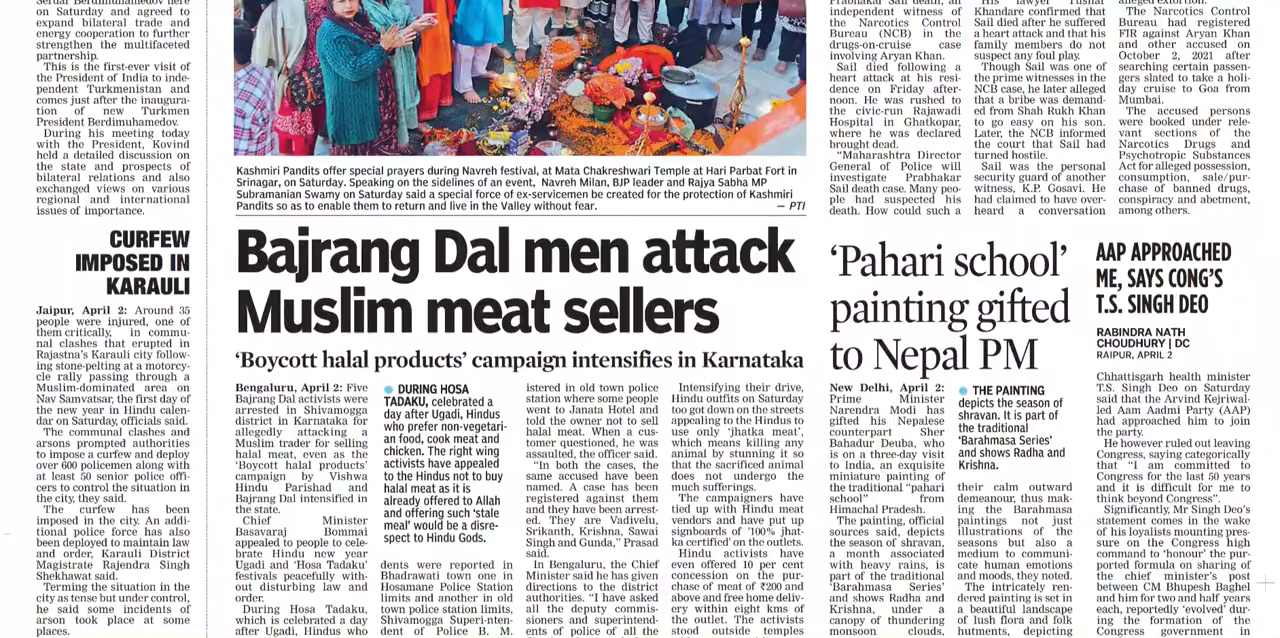 Serdar Berdimuhamedov here
on Saturday and agreed to
expand bilateral trade and
energy cooperation to further
strengthen the multifaceted
partnership.
This is the first-ever visit of
the President of India to inde-
pendent Turkmenistan and
comes just after the inaugura-
tion of new Turkmen
President Berdimuhamedov.
During his meeting today
with the President, Kovind
held a detailed discussion on
the state and prospects of
bilateral relations and also
exchanged views on various
regional and international
issues of importance.
CURFEW
IMPOSED IN
KARAULI
Jaipur, April 2: Around 35
people were injured, one of
them critically, in commu-
nal clashes that erupted in
Rajastna's Karauli city follow-
ing stone-pelting at a motorcy-
cle rally passing through a
Muslim-dominated area on
Nav Samvatsar, the first day of
the new year in Hindu calen-
dar on Saturday, officials said.
The communal clashes and
arsons prompted authorities
to impose a curfew and deploy
over 600 policemen along with
at least 50 senior police offi-
cers to control the situation in
the city, they said.
The curfew has been
imposed in the city. An addi-
tional police force has also
been deployed to maintain law
and order, Karauli District
Magistrate Rajendra Singh
Shekhawat said.
Terming the situation in the
city as tense but under control,
he said some incidents of
arson took place at some
places.
Kashmiri Pandits offer special prayers during Navreh festival, at Mata Chakreshwari Temple at Hari Parbat Fort in
Srinagar, on Saturday. Speaking on the sidelines of an event, Navreh Milan, BJP leader and Rajya Sabha MP
Subramanian Swamy on Saturday said a special force of ex-servicemen be created for the protection of Kashmiri
Pandits so as to enable them to return and live in the Valley without fear. — PTI
Bajrang Dal men attack
Muslim meat sellers
'Boycott halal products' campaign intensifies in Karnataka
Bengaluru, April 2: Five
Bajrang Dal activists were
arrested in Shivamogga
district in Karnataka for
allegedly attacking a
Muslim trader for selling
halal meat, even as the
'Boycott halal products'
campaign by Vishwa
Hindu Parishad and
Bajrang Dal intensified in
the state.
Chief Minister
Basavaraj Bommai
appealed to people to cele-
brate Hindu new year
Ugadi and 'Hosa Tadaku'
festivals peacefully with-
out disturbing law and
order.
During Hosa Tadaku,
which is celebrated a day
after Ugadi, Hindus who
DURING HOSA
TADAKU, celebrated a
day after Ugadi, Hindus
who prefer non-vegetari-
an food, cook meat and
chicken. The right wing
activists have appealed
to the Hindus not to buy
halal meat as it is
already offered to Allah
and offering such 'stale
meal' would be a disre-
spect to Hindu Gods.
dents were reported in
Bhadrawati town one in
Hosamane Police Station
limits and another in old
town police station limits,
Shivamogga Superi-nten-
dent of Police B. M.
istered in old town police
station where some people
went to Janata Hotel and
told the owner not to sell
halal meat. When a cus-
tomer questioned, he was
assaulted, the officer said.
"In both the cases, the
same accused have been
named. A case has been
registered against them
and they have been arrest-
ed. They are Vadivelu,
Srikanth, Krishna, Sawai
Singh and Gunda," Prasad
said.
In Bengaluru, the Chief
Minister said he has given
directions to the district
authorities. "I have asked
all the deputy commis-
sioners and superintend-
ents of police of all the
Intensifying their drive,
Hindu outfits on Saturday
too got down on the streets
appealing to the Hindus to
use only 'jhatka meat',
which means killing any
animal by stunning it so
that the sacrificed animal
does not undergo the
much sufferings.
The campaigners have
tied up with Hindu meat
vendors and have put up
signboards of '100% jhat-
ka certified' on the outlets.
Hindu activists have
even offered 10 per cent
concession on the pur-
chase of meat of ₹200 and
above and free home deliv-
ery within eight kms of
the outlet. The activists
stood outside temples
Prabhakar Sail death, an
independent witness of
the Narcotics Control
Bureau (NCB) in the
drugs-on-cruise case
involving Aryan Khan.
Sail died following a
heart attack at his resi-
dence on Friday after-
noon. He was rushed to
the civic-run Rajawadi
Hospital in Ghatkopar,
where he was declared
brought dead.
"Maharashtra Director
General of Police will
investigate Prabhakar
Sail death case. Many peo-
ple had suspected his
death. How could such a
His lawyer Tushar
Khandare confirmed that
Sail died after he suffered
a heart attack and that his
family members do not
suspect any foul play.
Though Sail was one of
the prime witnesses in the
NCB case, he later alleged
that a bribe was demand-
ed from Shah Rukh Khan
to go easy on his son.
Later, the NCB informed
the court that Sail had
turned hostile.
Sail was the personal
security guard of another
witness, K.P. Gosavi. He
had claimed to have over-
heard a conversation
alleged extortion.
The Narcotics Control
Bureau had registered
FIR against Aryan Khan
and other accused on
October 2, 2021 after
searching certain passen-
gers slated to take a holi-
day cruise to Goa from
Mumbai.
The accused persons
were booked under rele-
vant sections of the
Narcotics Drugs and
Psychotropic Substances
Act for alleged possession,
consumption, sale/pur-
chase of banned drugs,
conspiracy and abetment,
among others.
'Pahari school'
painting gifted
to Nepal PM
New Delhi, April 2:
Prime Minister
Narendra Modi has
gifted his Nepalese
counterpart Sher
Bahadur Deuba, who
is on a three-day visit
to India, an exquisite
miniature painting of
the traditional "pahari
school" from
Himachal Pradesh.
The painting, official
sources said, depicts
the season of shravan,
a month associated
with heavy rains, is
part of the traditional
'Barahmasa Series'
and shows Radha and
Krishna, under a
canopy of thundering
monsoon clouds,
THE PAINTING
depicts the season of
shravan. It is part of
the traditional
'Barahmasa Series'
and shows Radha and
Krishna.
their calm outward
demeanour, thus mak-
ing the Barahmasa
paintings not just
illustrations of the
seasons but also a
medium to communi-
cate human emotions
and moods, they noted.
The intricately ren-
dered painting is set in
a beautiful landscape
of lush flora and folk
hutments, depicting
AAP APPROACHED
ME, SAYS CONG'S
T.S. SINGH DEO
RABINDRA NATH
CHOUDHURY | DC
RAIPUR, APRIL 2
Chhattisgarh health minister
T.S. Singh Deo on Saturday
said that the Arvind Kejriwal-
led Aam Aadmi Party (AAP)
had approached him to join
the party.
He however ruled out leaving
Congress, saying categorically
that "I am committed to
Congress for the last 50 years
and it is difficult for me to
think beyond Congress".
Significantly, Mr Singh Deo's
statement comes in the wake
of his loyalists mounting pres-
sure on the Congress high
command to 'honour' the pur-
ported formula on sharing of
the chief minister's post
between CM Bhupesh Baghel
and him for two and half years
each, reportedly 'evolved' dur-
ing the formation of the
Congress government in